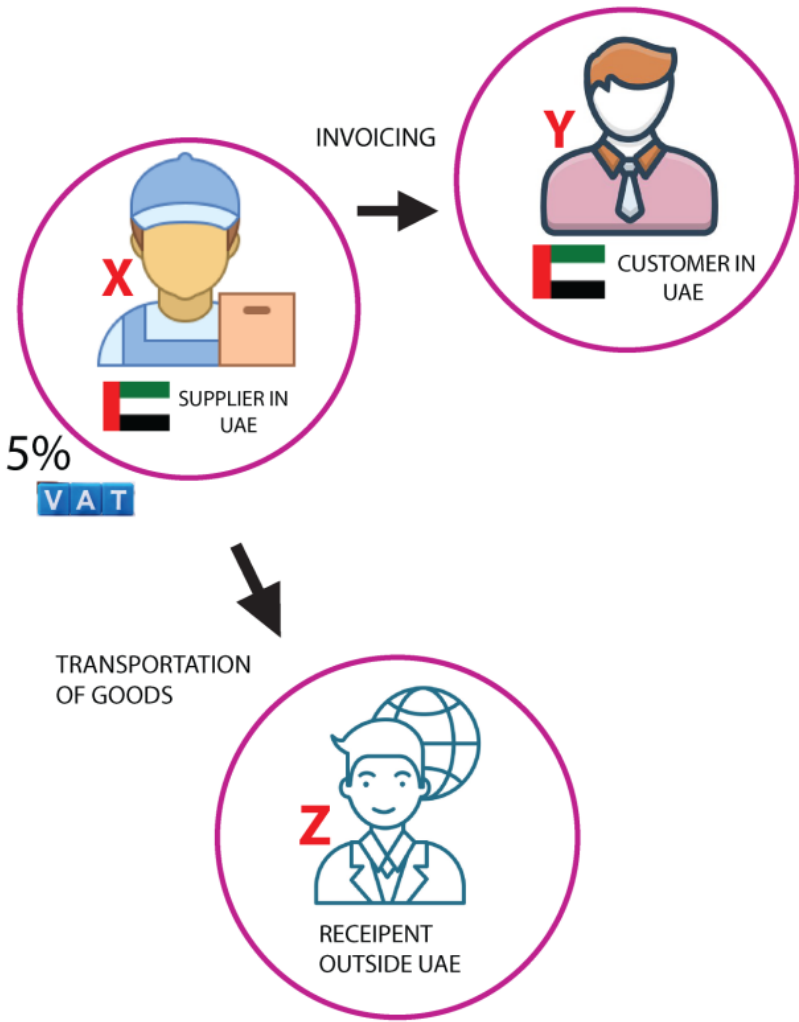 INVOICING
Y
CUSTOMER IN
UAE
X
SUPPLIER IN
UAE
5%
VAT
TRANSPORTATION
OF GOODS
Z
RECEIPENT
OUTSIDE UAE